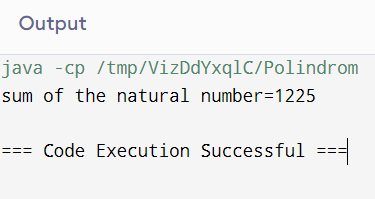 Output
java -cp /tmp/VizDdYxqlC/Polindrom
sum of the natural number=1225
=== Code Execution Successful ===